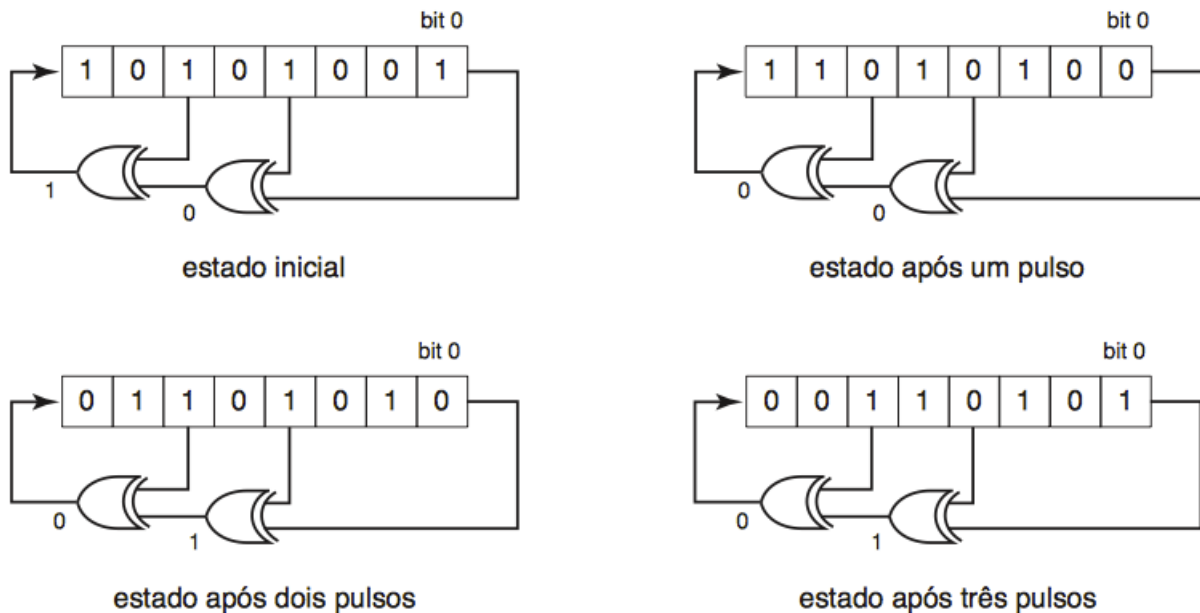 bit 0
1 0 1 0 1 0 0 1
1
0
estado inicial
bit 0
1 1 0 1 0 1 0 0
0
0
estado após um pulso
bit 0
0 1 1 0 1 0 1 0
0
1
estado após dois pulsos
bit 0
0 0 1 1 0 1 0 1
0
1
estado após três pulsos